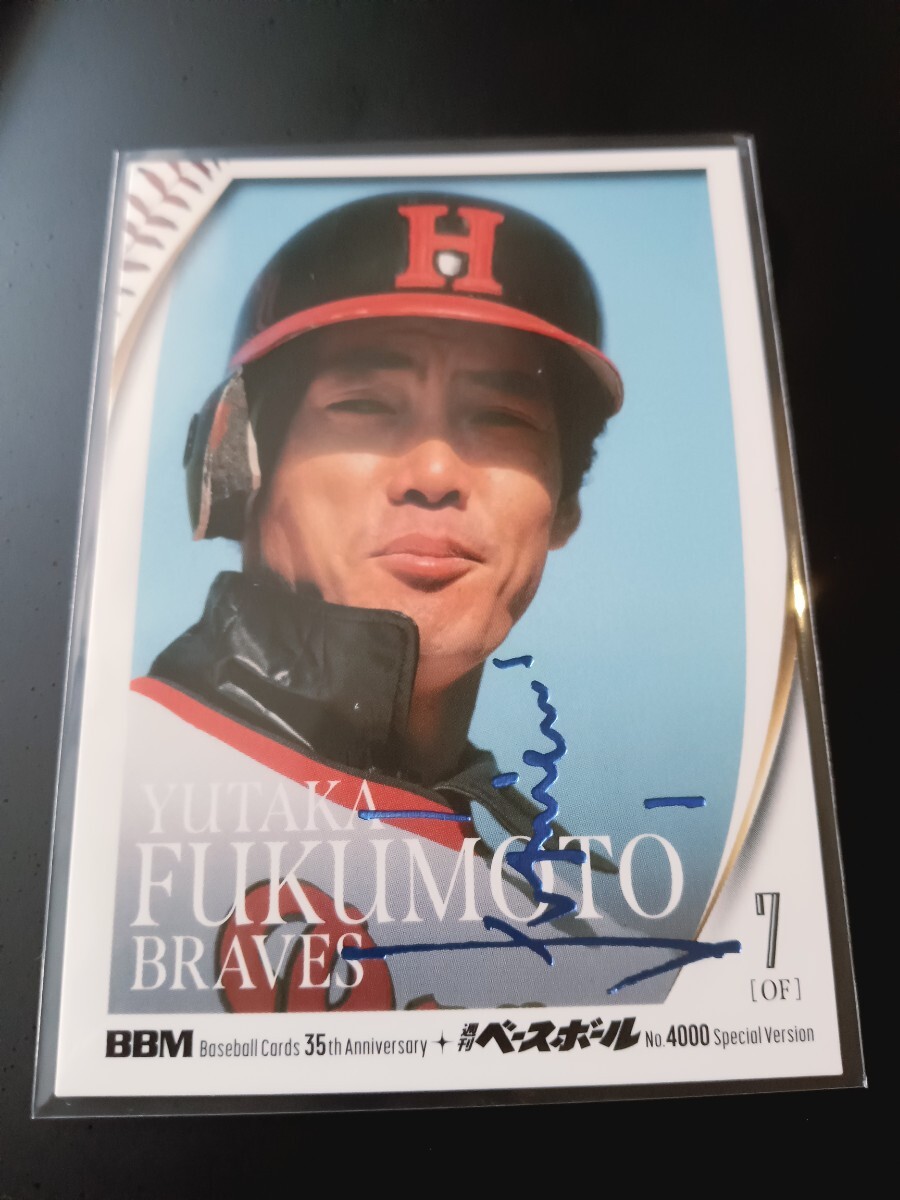 H
YUTAKA
FUKUMOTO
BRAVES
7
[OF]
BBM Baseball Cards 35th Anniversary 週刊ベースボール No.4000 Special Version